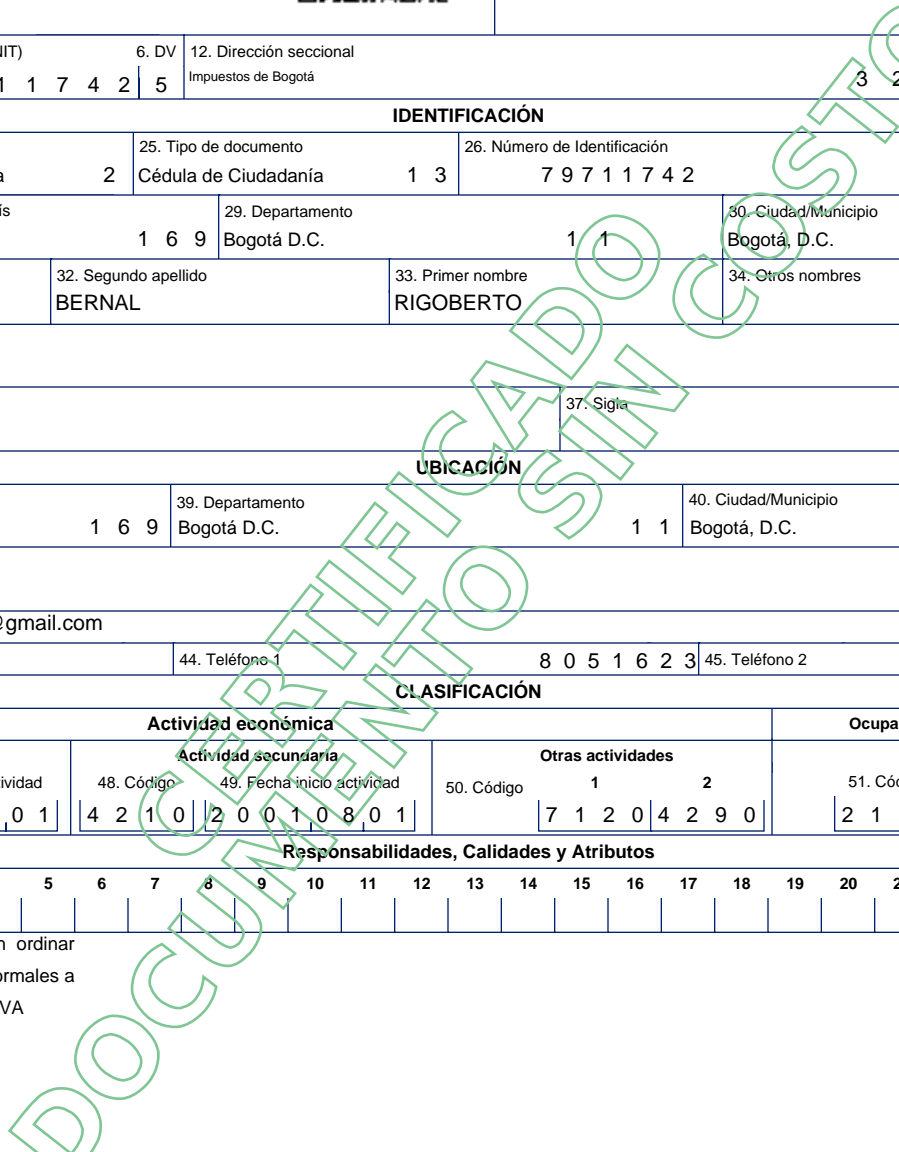 IT) 6. DV 12. Dirección seccional
1 1 7 4 2 5 Impuestos de Bogotá 3 2
IDENTIFICACIÓN
25. Tipo de documento 26. Número de Identificación
a 2 Cédula de Ciudadanía 1 3 7 9 7 1 1 7 4 2
ís 29. Departamento 30. Ciudad/Municipio
1 6 9 Bogotá D.C. 1 1 Bogotá, D.C.
32. Segundo apellido 33. Primer nombre 34. Otros nombres
BERNAL RIGOBERTO
37. Sigla
UBICACIÓN
39. Departamento 40. Ciudad/Municipio
1 6 9 Bogotá D.C. 1 1 Bogotá, D.C.
@gmail.com
44. Teléfono 1 8 0 5 1 6 2 3 45. Teléfono 2
CLASIFICACIÓN
Actividad económica Ocupa
Actividad secundaria Otras actividades
ividad 48. Código 49. Fecha inicio actividad 50. Código 1 2 51. Cód
0 1 4 2 1 0 2 0 0 1 0 8 0 1 7 1 2 0 4 2 9 0 2 1
Responsabilidades, Calidades y Atributos
5 6 7 8 9 10 11 12 13 14 15 16 17 18 19 20 2
n ordinar
ormales a
VA
CERTIFICADO
DOCUMENTO SIN COSTO